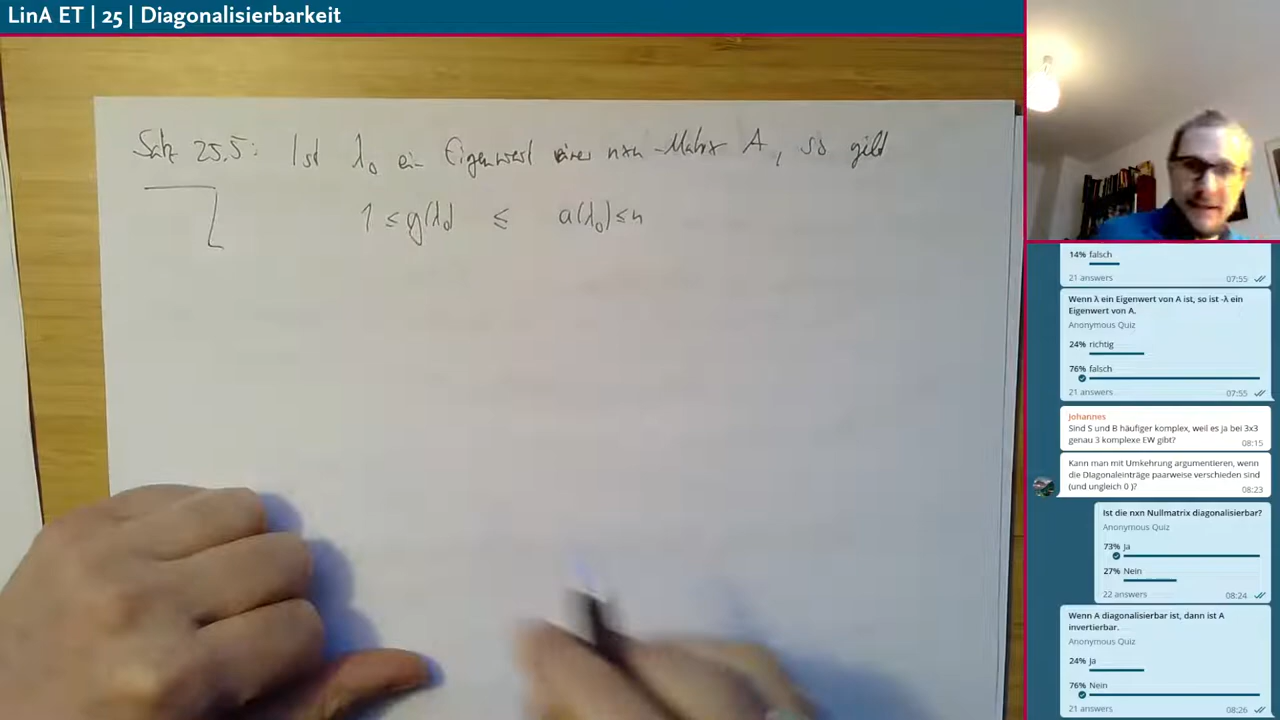 LinA ET | 25 | Diagonalisierbarkeit
Satz 25.5: Ist λ₀ ein Eigenwert einer n×n-Matrix A, so gilt
1 ≤ g(λ₀) ≤ a(λ₀) ≤ n
14% falsch
21 answers 07:55
Wenn λ ein Eigenwert von A ist, so ist -λ ein
Eigenwert von A.
Anonymous Quiz
24% richtig
76% falsch
21 answers 07:55
Johannes
Sind S und B häufiger komplex, weil es ja bei 3x3
genau 3 komplexe EW gibt?
08:15
Kann man mit Umkehrung argumentieren, wenn
die DIagonaleinträge paarweise verschieden sind
(und ungleich 0 )?
08:23
Ist die nxn Nullmatrix diagonalisierbar?
Anonymous Quiz
73% Ja
27% Nein
22 answers 08:24
Wenn A diagonalisierbar ist, dann ist A
invertierbar.
Anonymous Quiz
24% Ja
76% Nein
21 answers 08:26